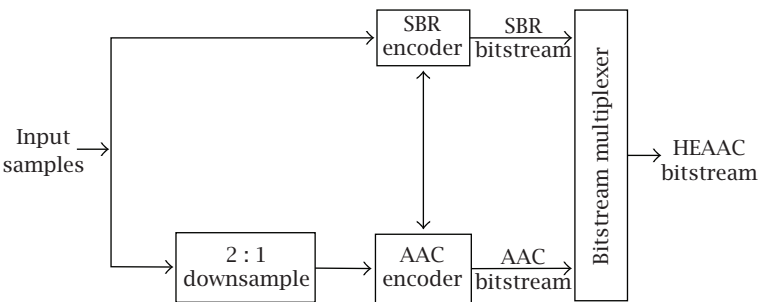 Input
samples
SBR
encoder
SBR
bitstream
2 : 1
downsample
AAC
encoder
AAC
bitstream
Bitstream multiplexer
HEAAC
bitstream